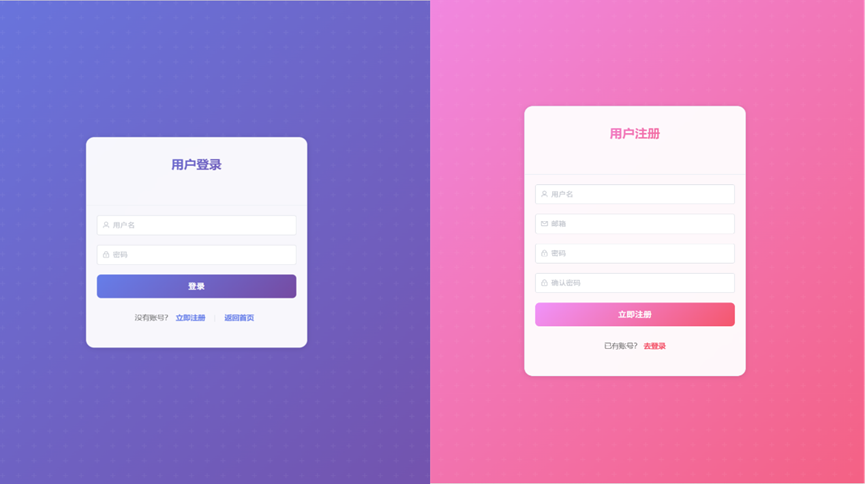 用户登录
用户名
密码
登录
没有账号? 立即注册 返回首页
用户注册
用户名
邮箱
密码
确认密码
立即注册
已有账号? 去登录